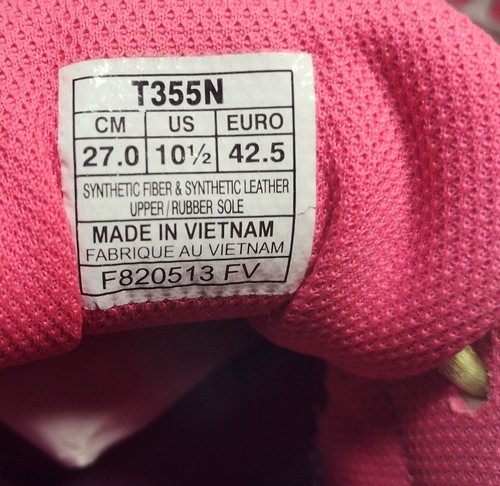 T355N
CM US EURO
27.0 10½ 42.5
SYNTHETIC FIBER & SYNTHETIC LEATHER
UPPER / RUBBER SOLE
MADE IN VIETNAM
FABRIQUE AU VIETNAM
F820513 FV